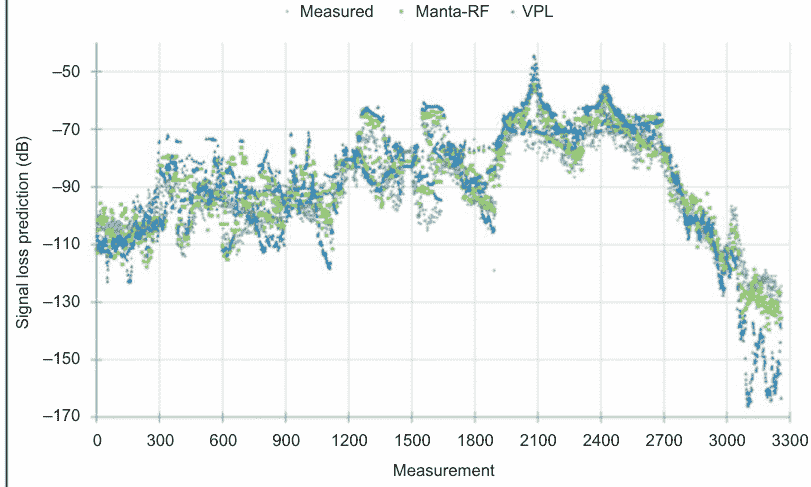 Measured Manta-RF VPL
Signal loss prediction (dB)
–50
–70
–90
–110
–130
–150
–170
0 300 600 900 1200 1500 1800 2100 2400 2700 3000 3300
Measurement